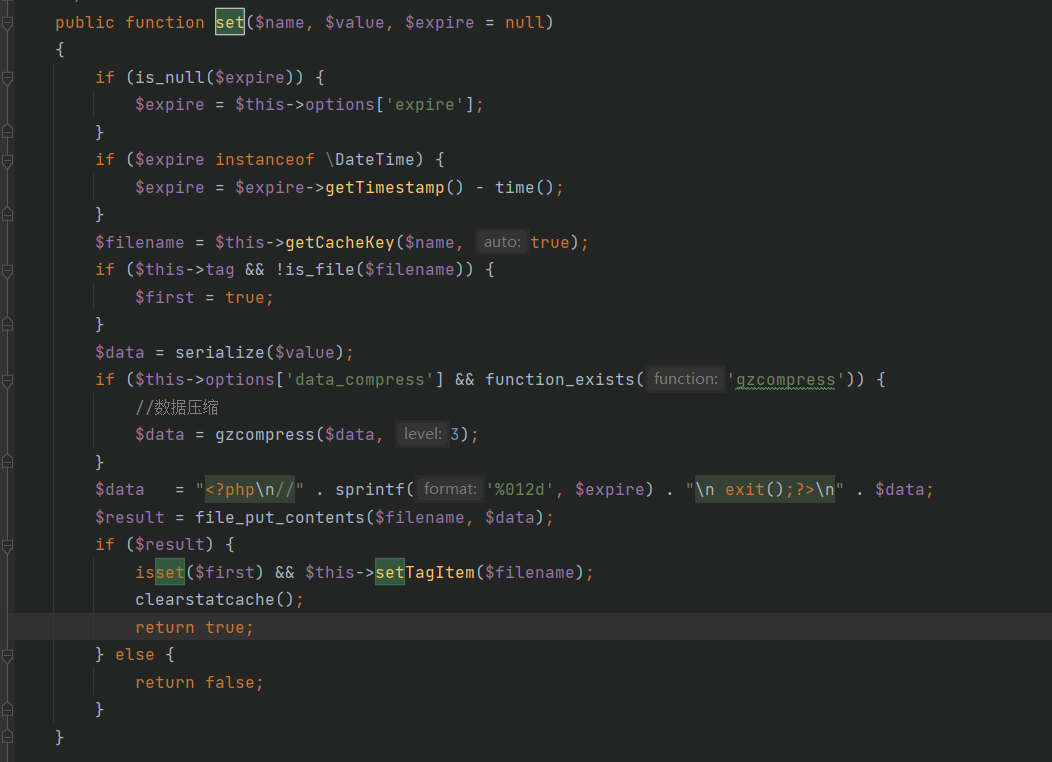 public function set($name, $value, $expire = null)
{
    if (is_null($expire)) {
        $expire = $this->options['expire'];
    }
    if ($expire instanceof \DateTime) {
        $expire = $expire->getTimestamp() - time();
    }
    $filename = $this->getCacheKey($name, auto: true);
    if ($this->tag && !is_file($filename)) {
        $first = true;
    }
    $data = serialize($value);
    if ($this->options['data_compress'] && function_exists( function: 'gzcompress')) {
        //数据压缩
        $data = gzcompress($data, level: 3);
    }
    $data   = "<?php\n//" . sprintf( format: '%012d', $expire) . "\n exit();?>\n" . $data;
    $result = file_put_contents($filename, $data);
    if ($result) {
        isset($first) && $this->setTagItem($filename);
        clearstatcache();
        return true;
    } else {
        return false;
    }
}